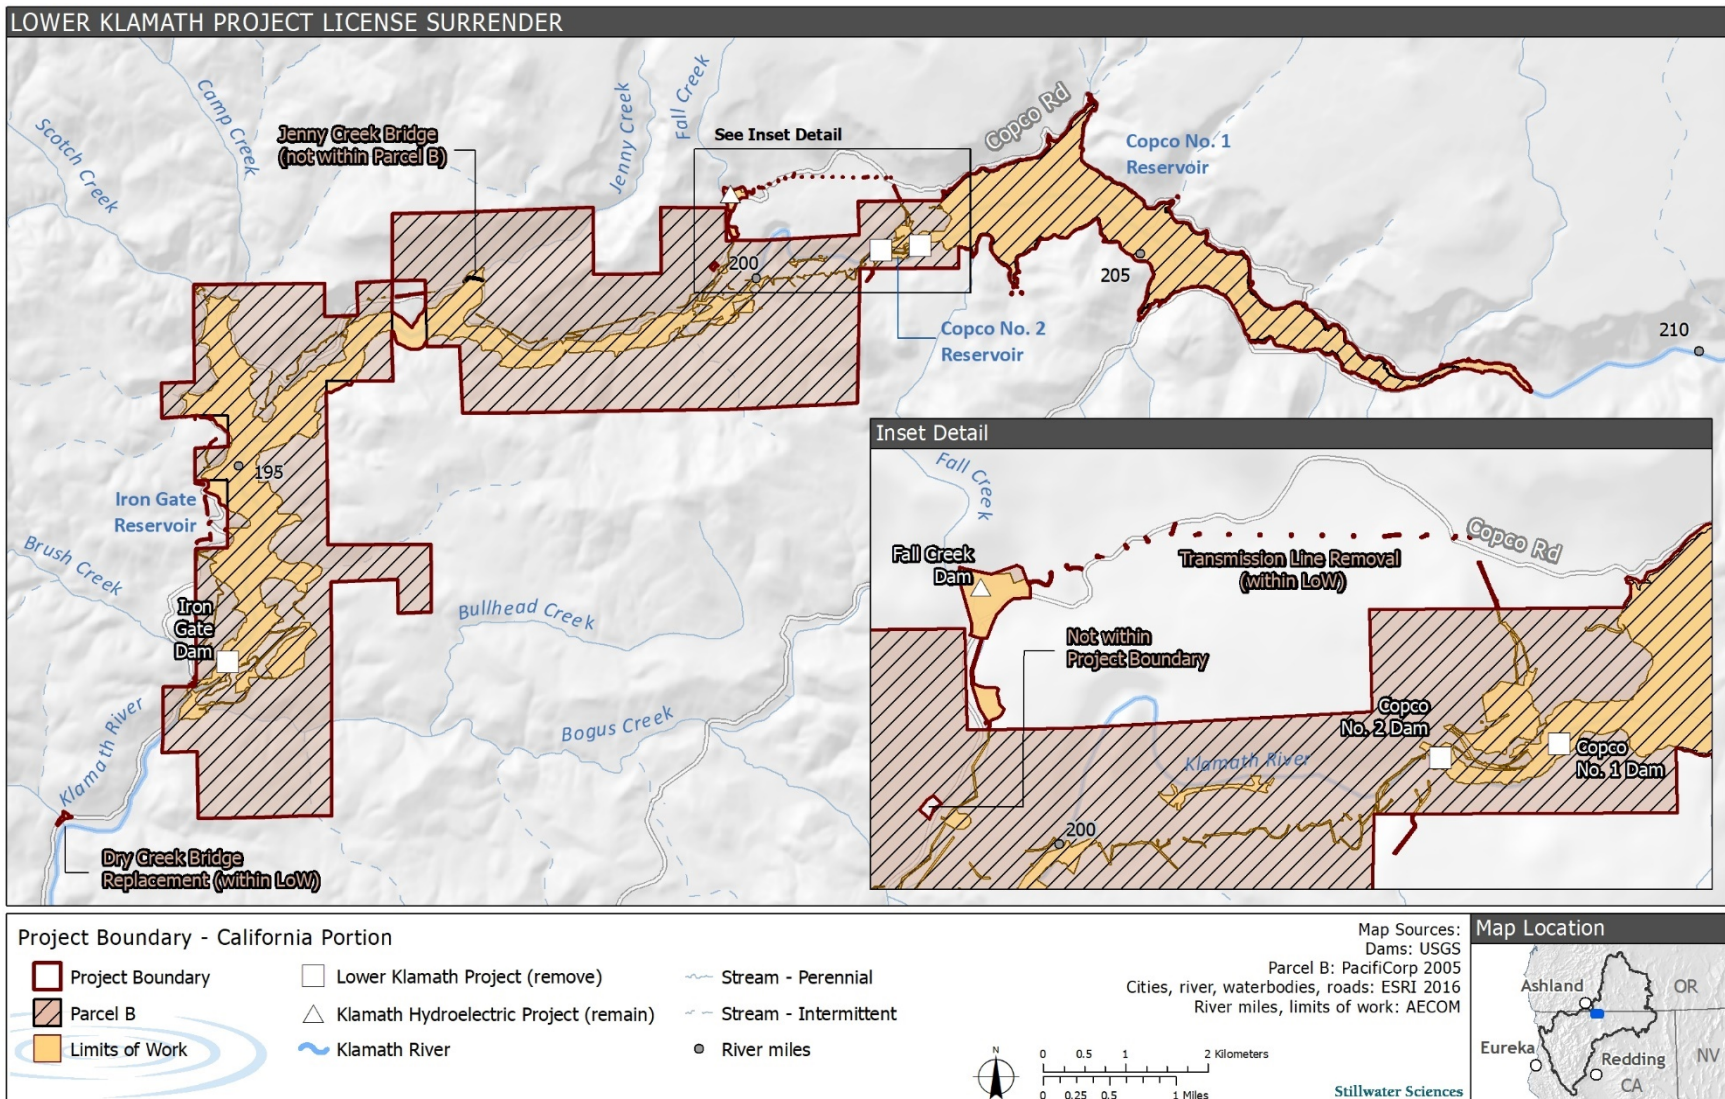 LOWER KLAMATH PROJECT LICENSE SURRENDER
Scotch Creek
Camp Creek
Jenny Creek Bridge
(not within Parcel B)
Jenny Creek
Fall Creek
See Inset Detail
Copco Rd
Copco No. 1
Reservoir
200
205
210
Copco No. 2
Reservoir
195
Iron Gate
Reservoir
Brush Creek
Iron
Gate
Dam
Bullhead Creek
Bogus Creek
Klamath River
Dry Creek Bridge
Replacement (within LoW)
Inset Detail
Fall Creek
Fall Creek
Dam
Copco Rd
Transmission Line Removal
(within LoW)
Not within
Project Boundary
Copco
No. 2 Dam
Klamath River
Copco
No. 1 Dam
200
Project Boundary - California Portion
Project Boundary
Parcel B
Limits of Work
Lower Klamath Project (remove)
Klamath Hydroelectric Project (remain)
Klamath River
Stream - Perennial
Stream - Intermittent
River miles
Map Sources:
Dams: USGS
Parcel B: PacifiCorp 2005
Cities, river, waterbodies, roads: ESRI 2016
River miles, limits of work: AECOM
N
0 0.5 1 2 Kilometers
0 0.25 0.5 1 Miles
Stillwater Sciences
Map Location
Ashland
OR
Eureka
Redding
NV
CA